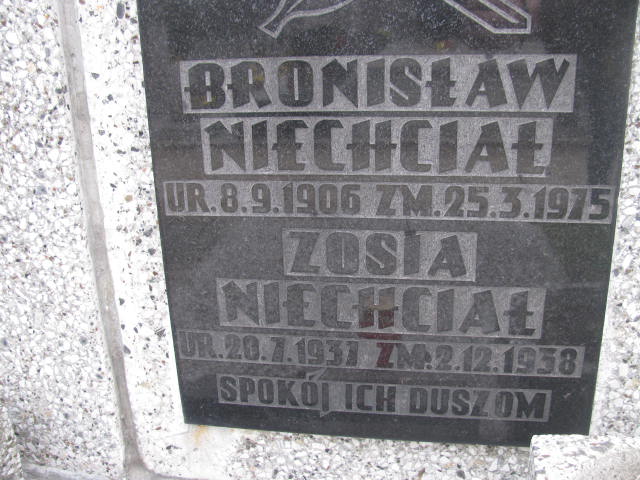 BRONISŁAW
NIECHCIAŁ
UR. 8.9.1906 ZM. 25.3.1975
ZOSIA
NIECHCIAŁ
UR. 20.7.1937 ZM. 2.12.1938
SPOKÓJ ICH DUSZOM